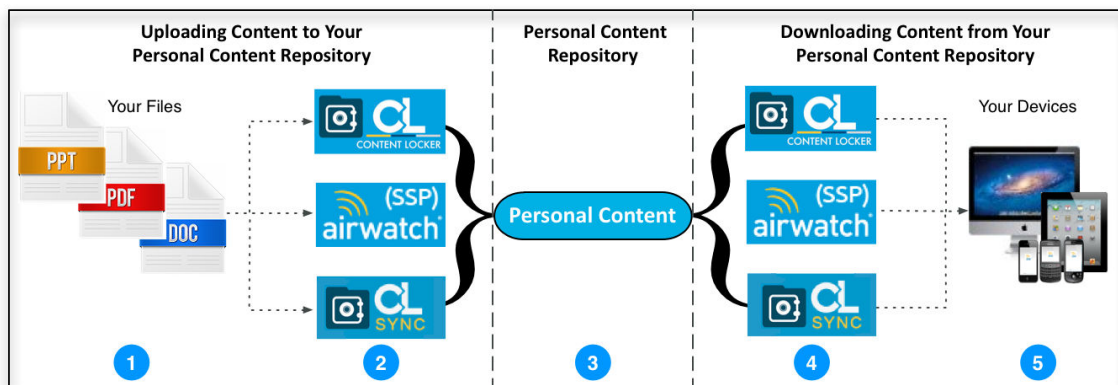 Uploading Content to Your
Personal Content Repository
Personal Content
Repository
Downloading Content from Your
Personal Content Repository
Your Files
PPT
PDF
DOC
CL
CONTENT LOCKER
(SSP)
airwatch®
CL
SYNC
Personal Content
CL
CONTENT LOCKER
(SSP)
airwatch®
CL
SYNC
Your Devices
1
2
3
4
5